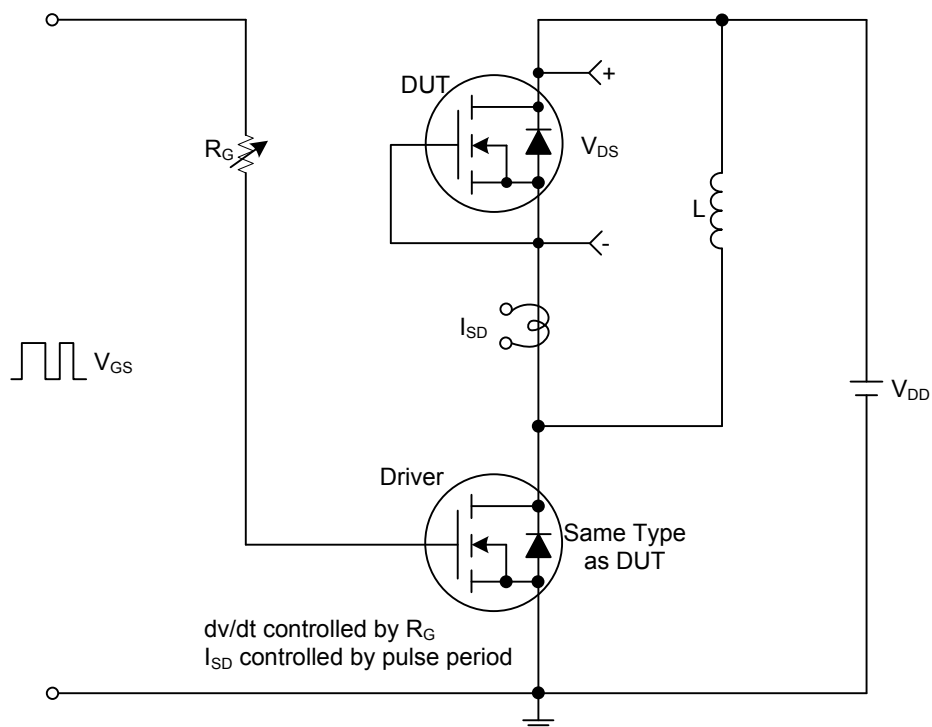 DUT
+
R_G
V_DS
L
-
I_SD
V_GS
V_DD
Driver
Same Type
as DUT
dv/dt controlled by R_G
I_SD controlled by pulse period